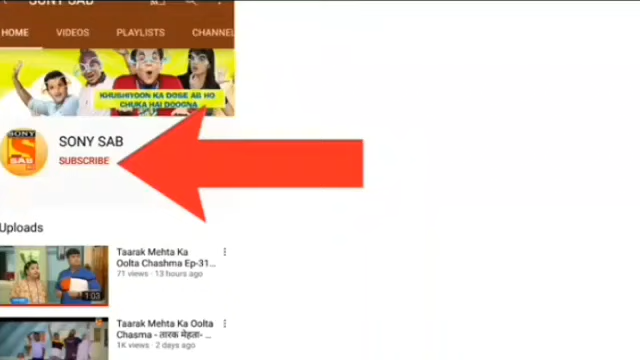 SONY SAB
HOME VIDEOS PLAYLISTS CHANNEL
KHUSHIYOON KA DOSE AB HO
CHUKA HAI DOOGNA
SONY
SAB
SONY SAB
SUBSCRIBE
Uploads
Taarak Mehta Ka
Oolta Chashma Ep-31...
71 views · 13 hours ago
1:03
Taarak Mehta Ka Oolta
Chasma - तारक मेहता- ...
1K views · 2 days ago